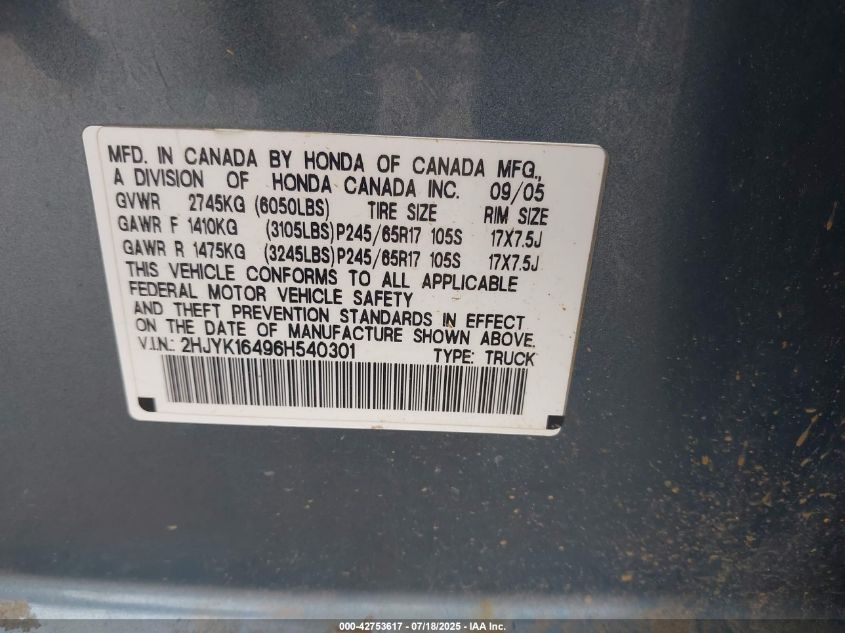 MFD. IN CANADA BY HONDA OF CANADA MFG.,
A DIVISION OF HONDA CANADA INC. 09/05
GVWR 2745KG (6050LBS) TIRE SIZE RIM SIZE
GAWR F 1410KG (3105LBS) P245/65R17 105S 17X7.5J
GAWR R 1475KG (3245LBS) P245/65R17 105S 17X7.5J
THIS VEHICLE CONFORMS TO ALL APPLICABLE
FEDERAL MOTOR VEHICLE SAFETY
AND THEFT PREVENTION STANDARDS IN EFFECT
ON THE DATE OF MANUFACTURE SHOWN ABOVE.
V.I.N.: 2HJYK16496H540301 TYPE: TRUCK
000-42753617 - 07/18/2025 - IAA Inc.